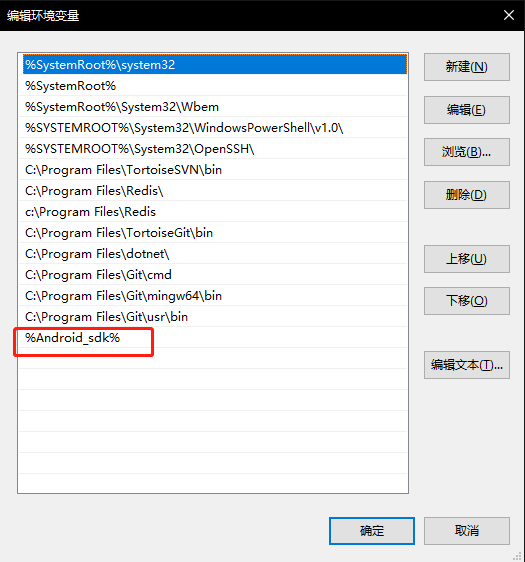 编辑环境变量
%SystemRoot%\system32
%SystemRoot%
%SystemRoot%\System32\Wbem
%SYSTEMROOT%\System32\WindowsPowerShell\v1.0\
%SYSTEMROOT%\System32\OpenSSH\
C:\Program Files\TortoiseSVN\bin
C:\Program Files\Redis\
c:\Program Files\Redis
C:\Program Files\TortoiseGit\bin
C:\Program Files\dotnet\
C:\Program Files\Git\cmd
C:\Program Files\Git\mingw64\bin
C:\Program Files\Git\usr\bin
%Android_sdk%
新建(N)
编辑(E)
浏览(B)...
删除(D)
上移(U)
下移(O)
编辑文本(T)...
确定
取消